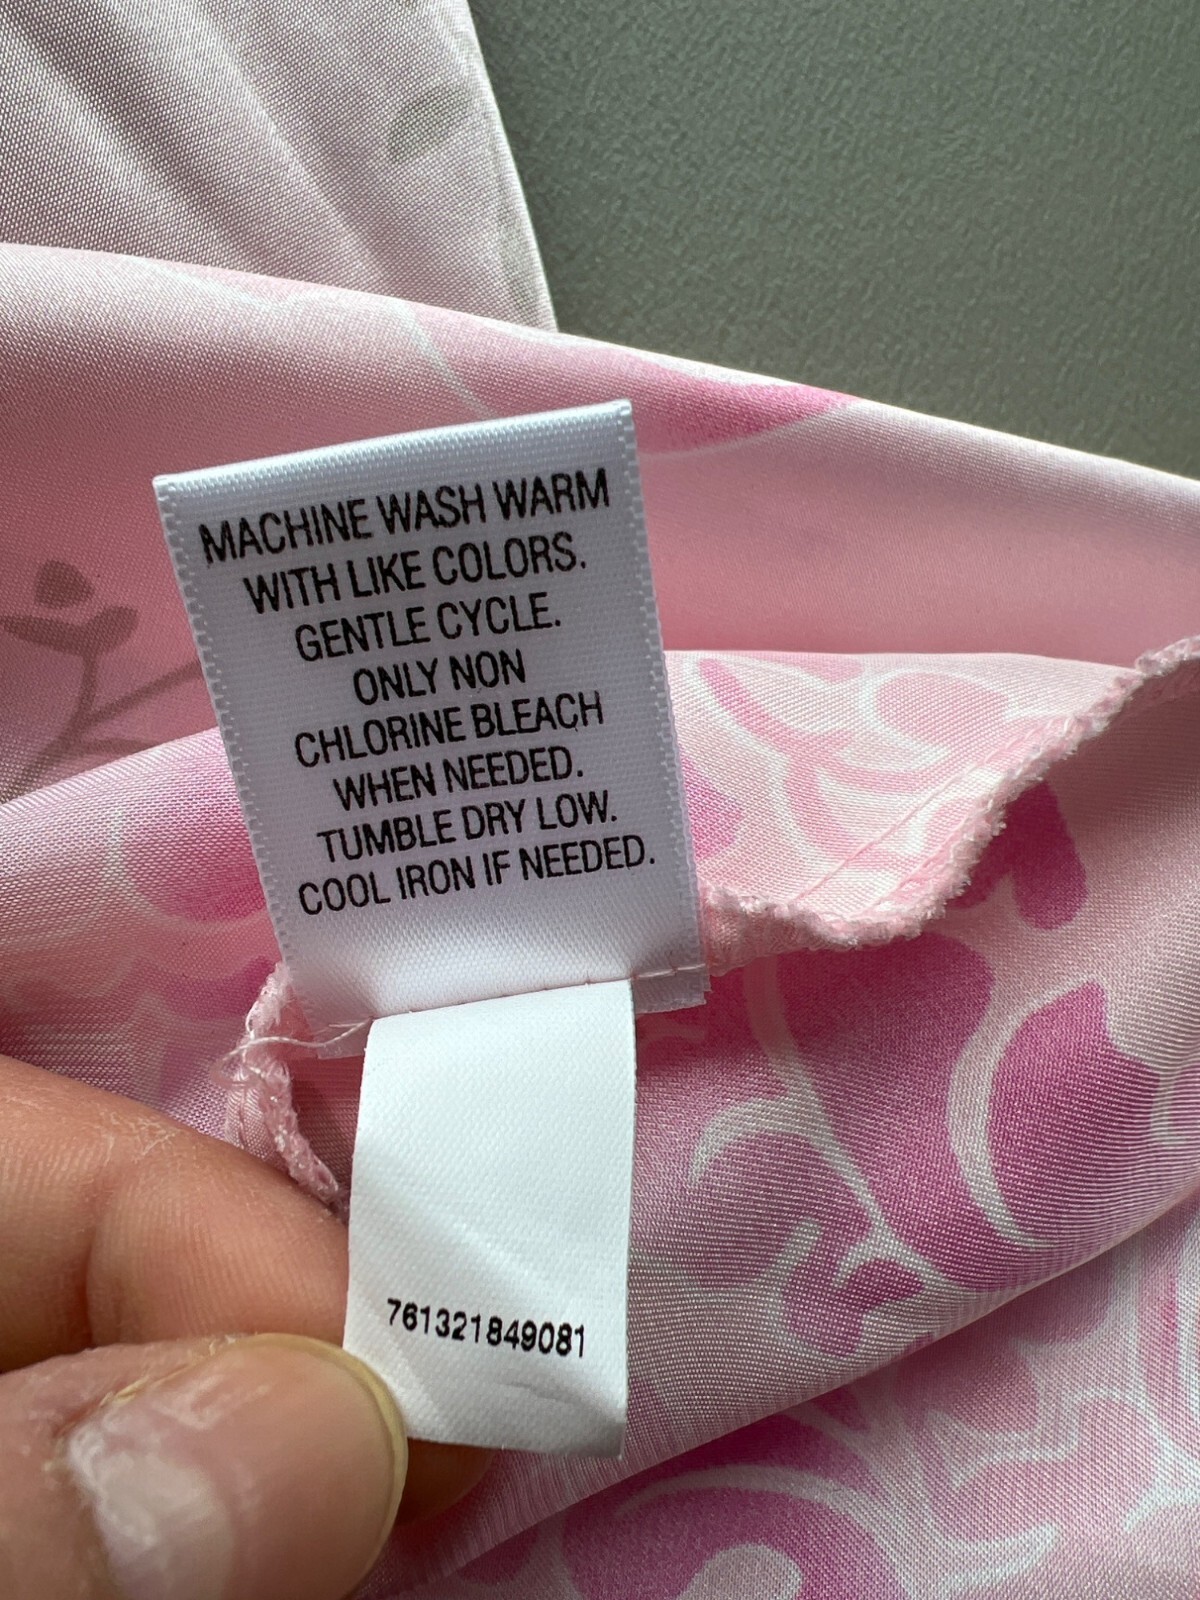 MACHINE WASH WARM
WITH LIKE COLORS.
GENTLE CYCLE.
ONLY NON
CHLORINE BLEACH
WHEN NEEDED.
TUMBLE DRY LOW.
COOL IRON IF NEEDED.
761321849081